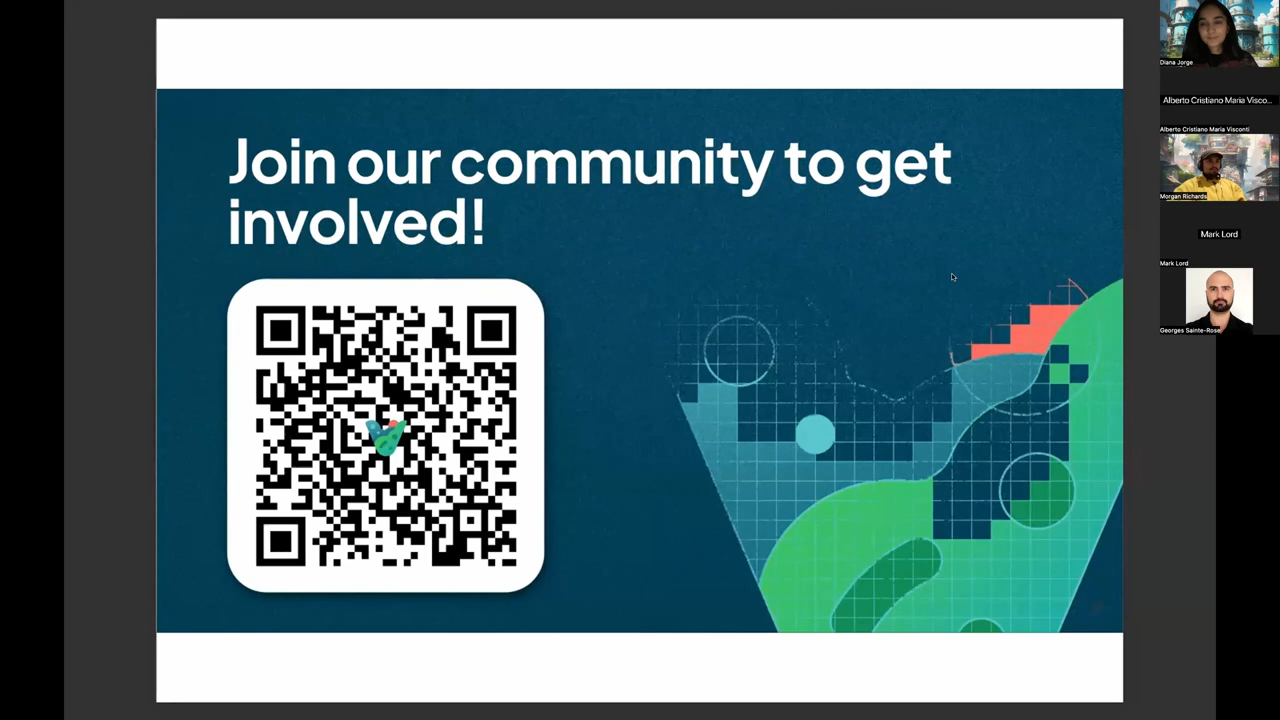 Join our community to get
involved!
Diana Jorge
Alberto Cristiano Maria Visco...
Alberto Cristiano Maria Visconti
Morgan Richards
Mark Lord
Mark Lord
Georges Sainte-Rose